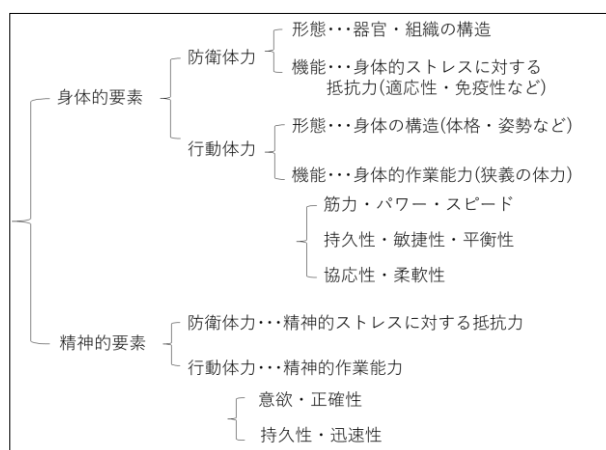 形態･･･器官・組織の構造
防衛体力
機能･･･身体的ストレスに対する
抵抗力(適応性・免疫性など)
身体的要素
形態･･･身体の構造(体格・姿勢など)
行動体力
機能･･･身体的作業能力(狭義の体力)
筋力・パワー・スピード
持久性・敏捷性・平衡性
協応性・柔軟性
防衛体力･･･精神的ストレスに対する抵抗力
精神的要素
行動体力･･･精神的作業能力
意欲・正確性
持久性・迅速性